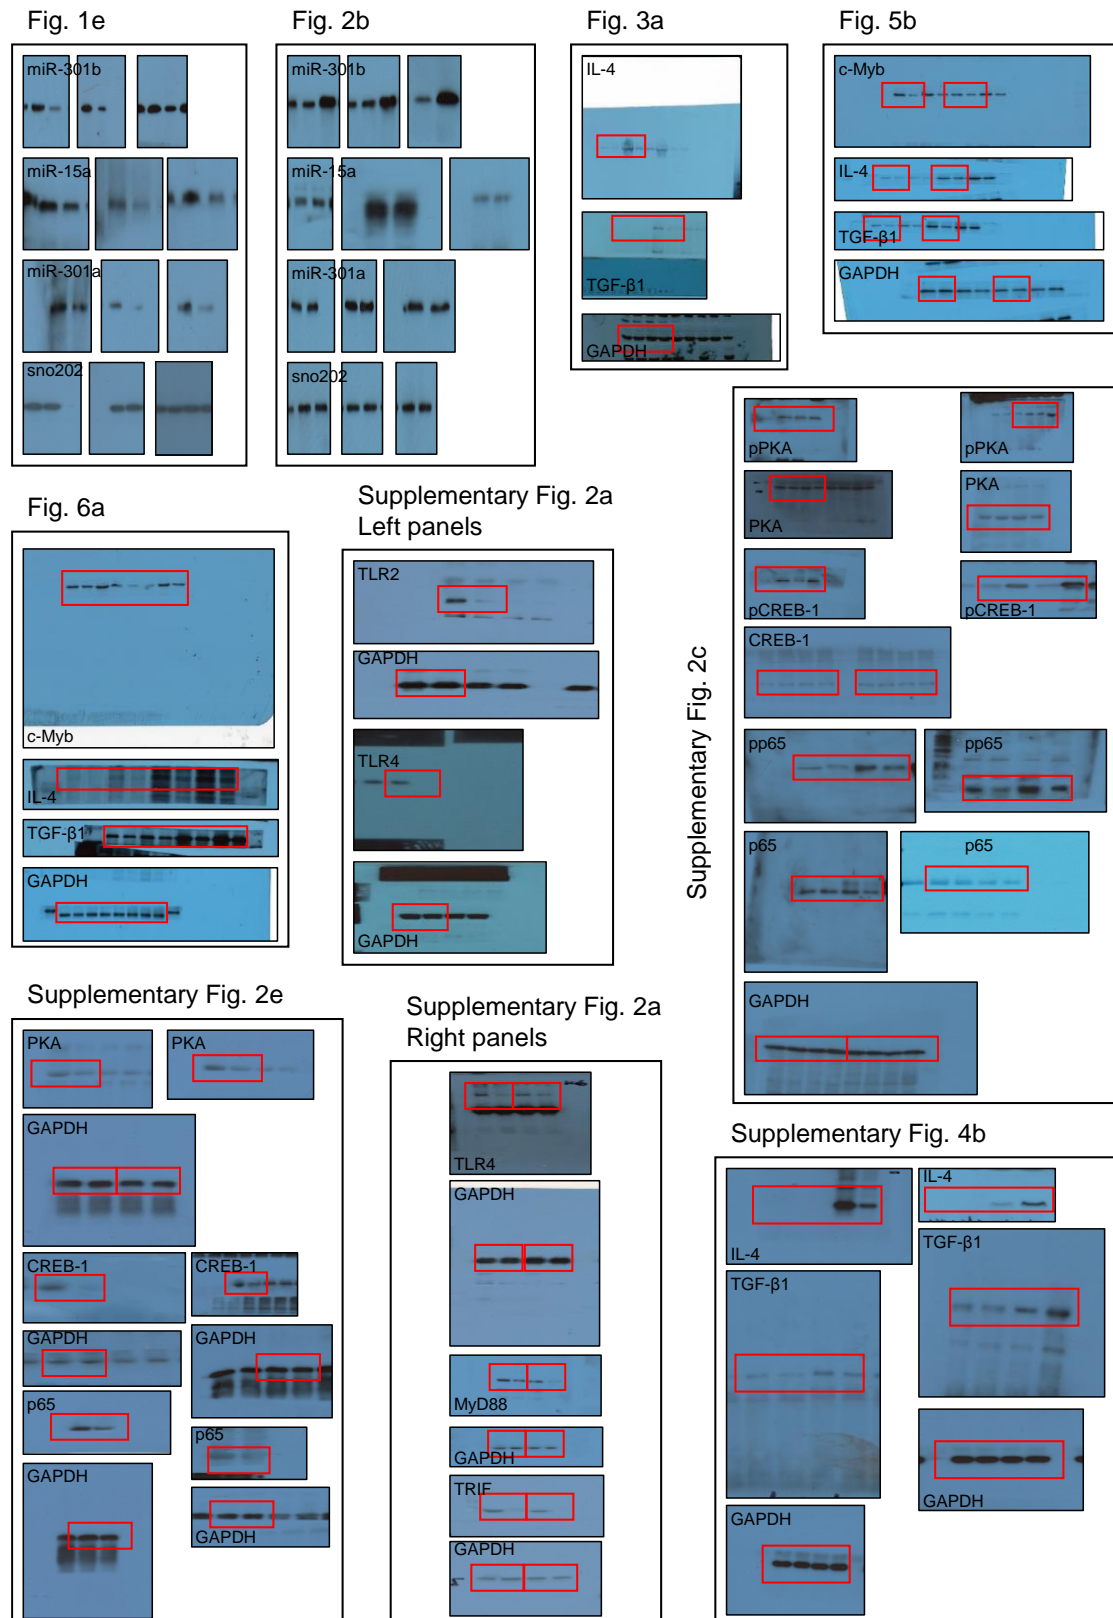 Fig. 1e
miR-301b
miR-15a
miR-301a
sno202
Fig. 2b
miR-301b
miR-15a
miR-301a
sno202
Fig. 3a
IL-4
TGF-β1
GAPDH
Fig. 5b
c-Myb
IL-4
TGF-β1
GAPDH
Fig. 6a
c-Myb
IL-4
TGF-β1
GAPDH
Supplementary Fig. 2a
Left panels
TLR2
GAPDH
TLR4
GAPDH
Supplementary Fig. 2c
pPKA
pPKA
PKA
PKA
pCREB-1
pCREB-1
CREB-1
pp65
pp65
p65
p65
GAPDH
Supplementary Fig. 2e
PKA
PKA
GAPDH
CREB-1
CREB-1
GAPDH
GAPDH
p65
p65
GAPDH
GAPDH
Supplementary Fig. 2a
Right panels
TLR4
GAPDH
MyD88
GAPDH
TRIF
GAPDH
Supplementary Fig. 4b
IL-4
IL-4
TGF-β1
TGF-β1
GAPDH
GAPDH